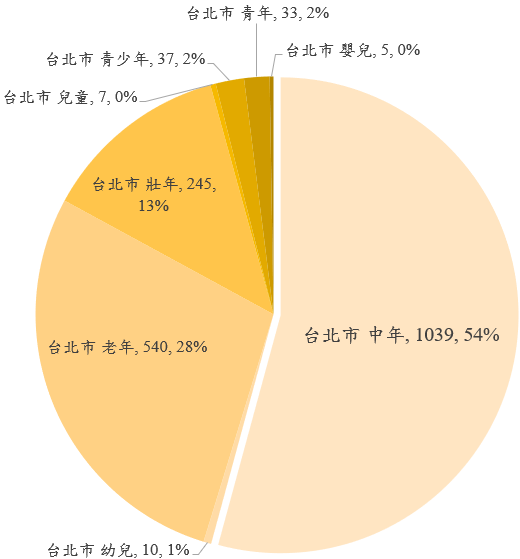 台北市 青年, 33, 2%
台北市 嬰兒, 5, 0%
台北市 青少年, 37, 2%
台北市 兒童, 7, 0%
台北市 壯年, 245,
13%
台北市 中年, 1039, 54%
台北市 老年, 540, 28%
台北市 幼兒, 10, 1%